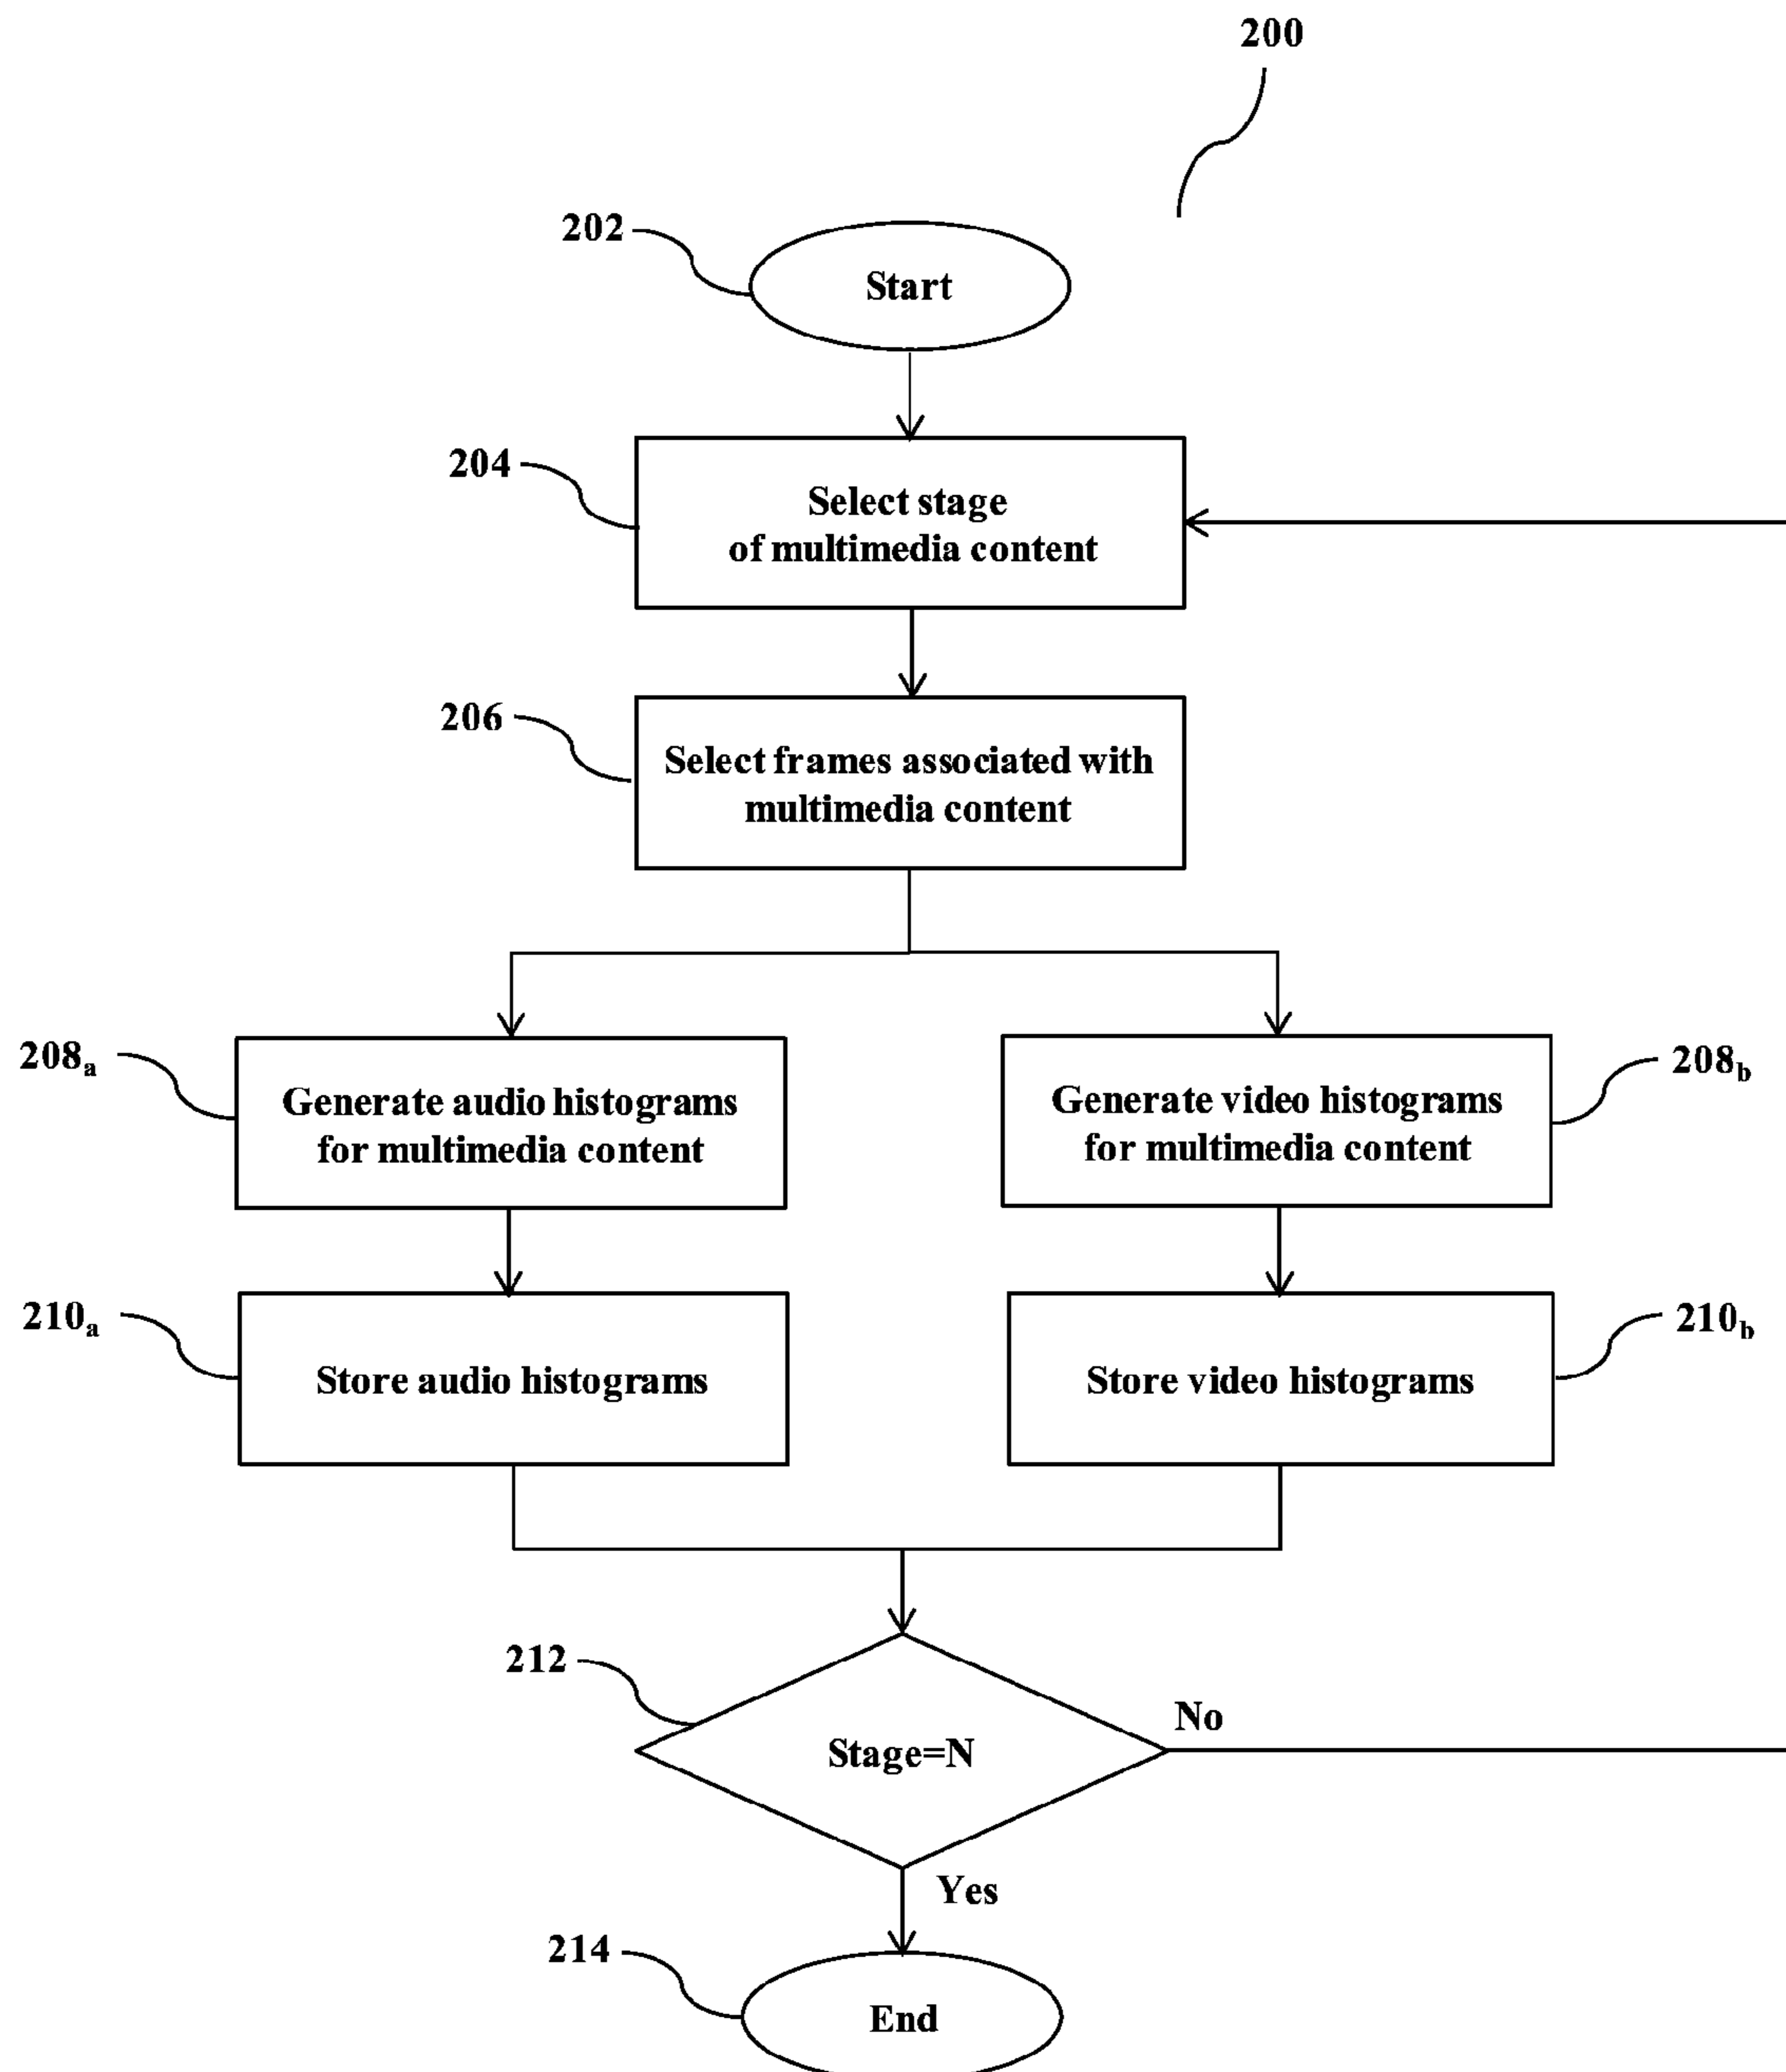 200
202
Start
204
Select stage
of multimedia content
206
Select frames associated with
multimedia content
208a
Generate audio histograms
for multimedia content
Generate video histograms
for multimedia content
208b
210a
Store audio histograms
Store video histograms
210b
212
Stage=N
No
Yes
214
End